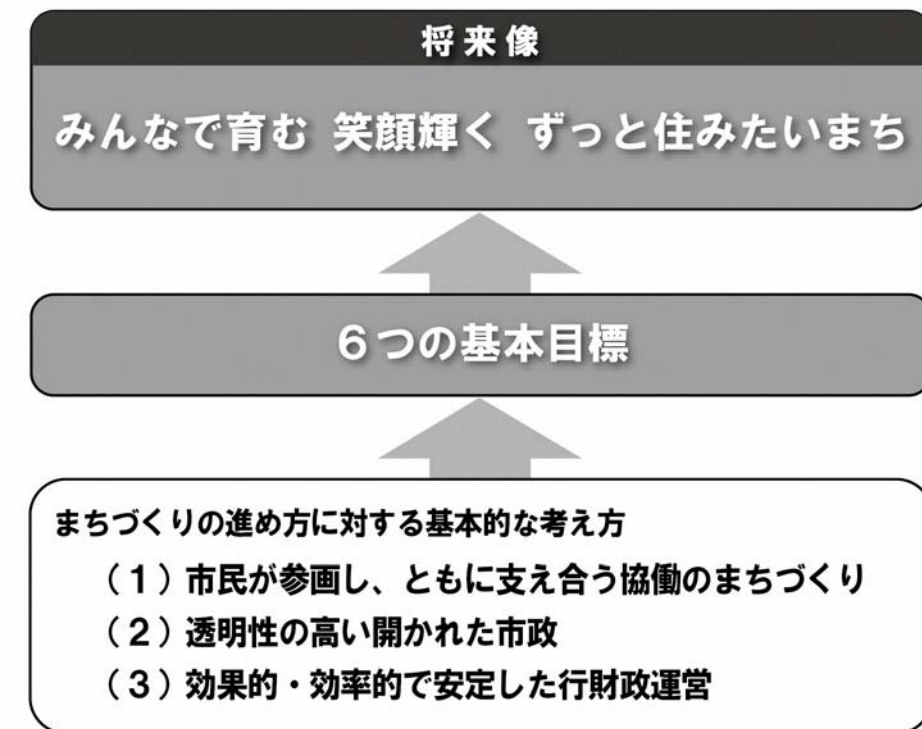 将来像
みんなで育む 笑顔輝く ずっと住みたいまち
6つの基本目標
まちづくりの進め方に対する基本的な考え方
（1）市民が参画し、ともに支え合う協働のまちづくり
（2）透明性の高い開かれた市政
（3）効果的・効率的で安定した行財政運営